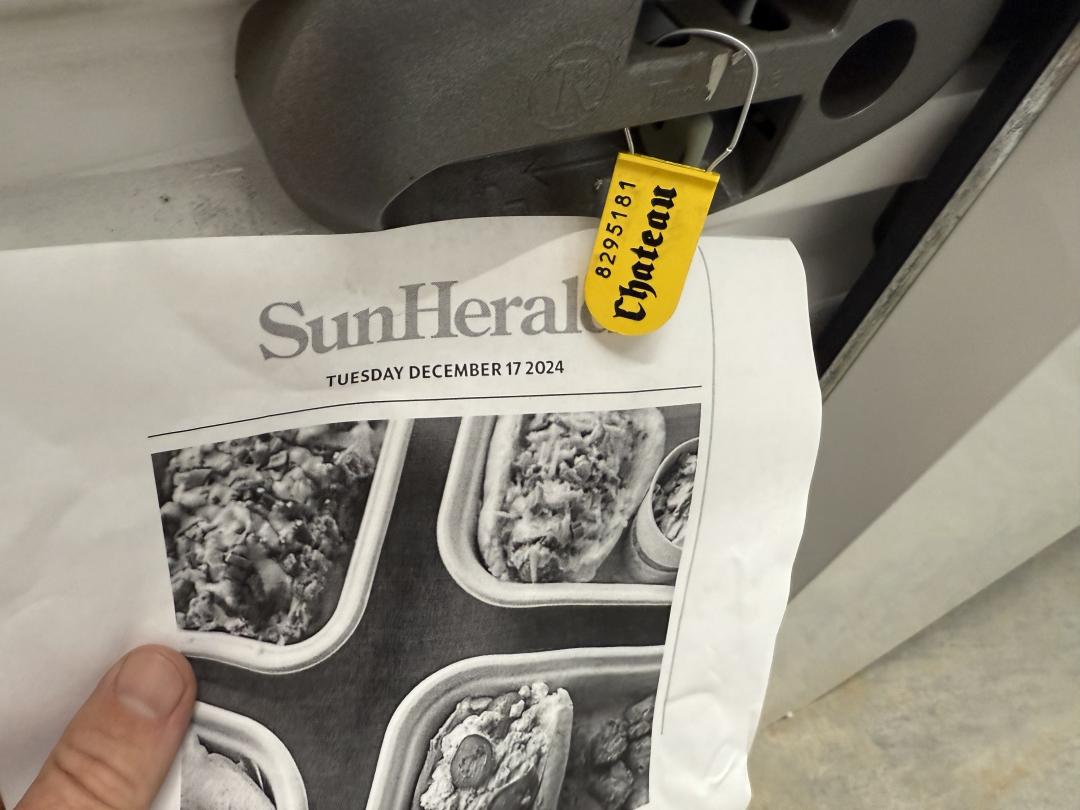 8295181
Chateau
SunHeral
TUESDAY DECEMBER 17 2024